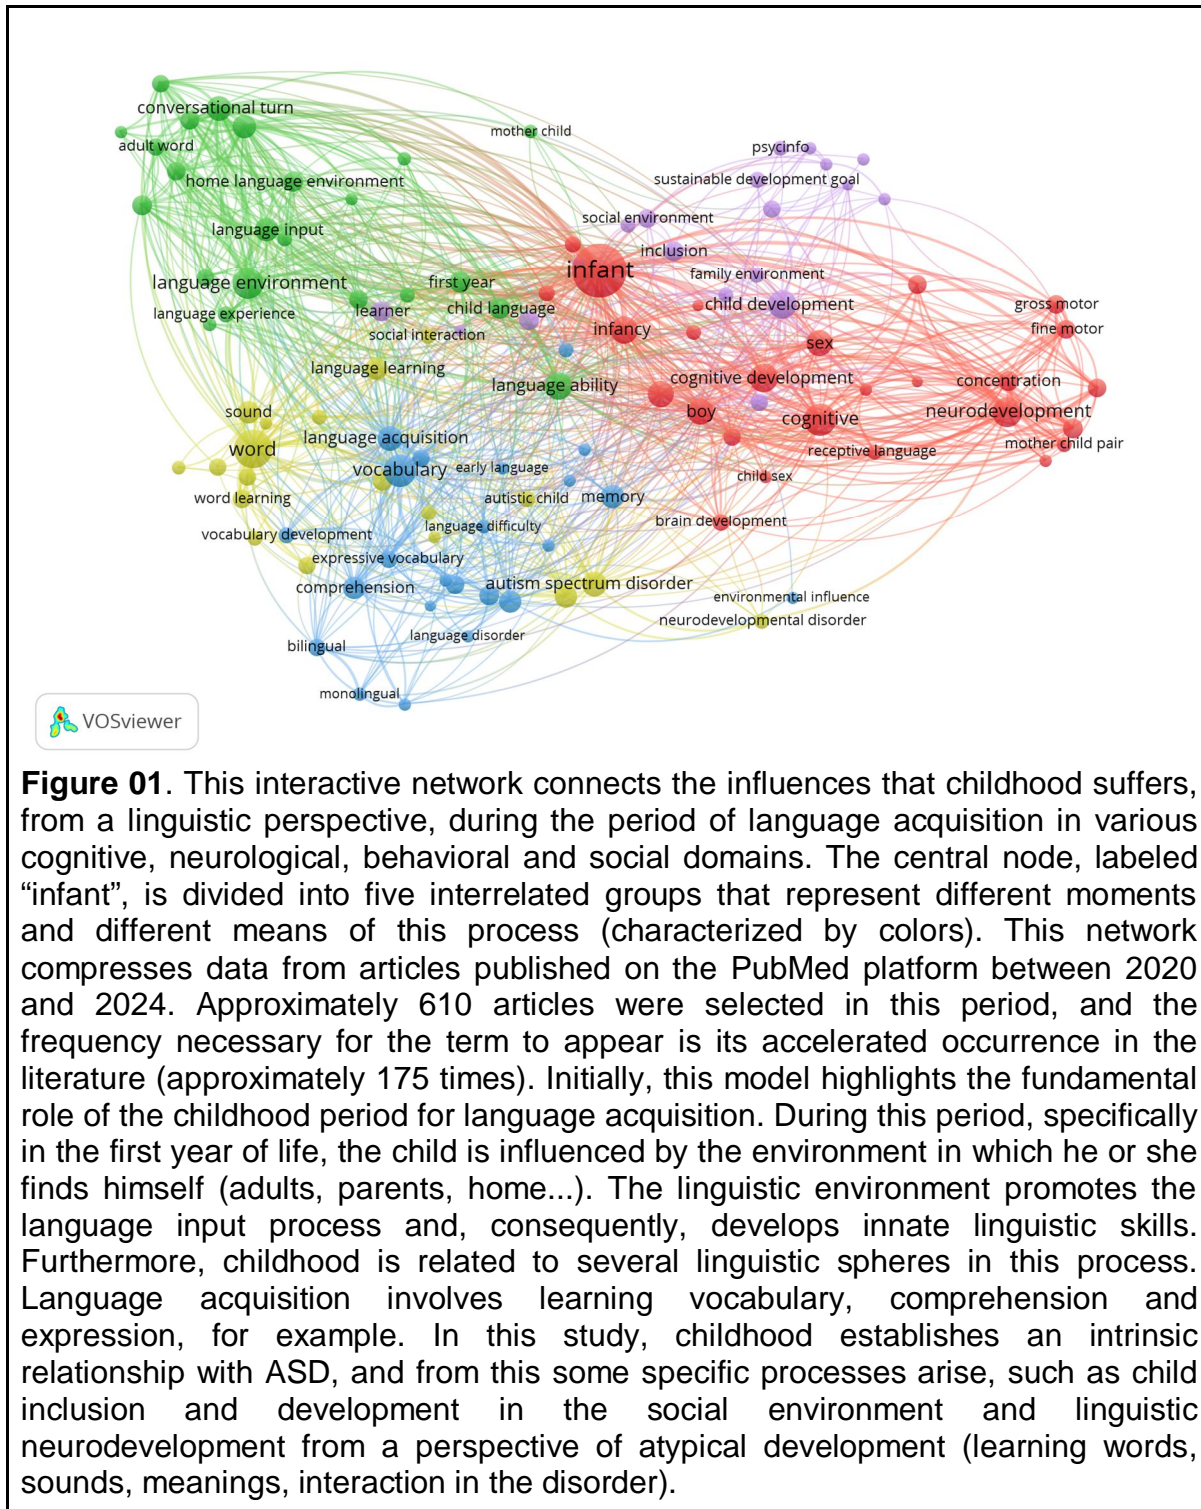 conversational turn
mother child
adult word
psycinfo
home language environment
sustainable development goal
social environment
language input
inclusion
infant
language environment
first year
family environment
child development
gross motor
language experience
learner
child language
social interaction
infancy
fine motor
sex
language learning
language ability
cognitive development
concentration
sound
boy
cognitive
neurodevelopment
language acquisition
word
vocabulary
early language
receptive language
mother child pair
word learning
autistic child
memory
child sex
vocabulary development
language difficulty
brain development
expressive vocabulary
comprehension
autism spectrum disorder
environmental influence
neurodevelopmental disorder
bilingual
language disorder
monolingual
VOSviewer
Figure 01. This interactive network connects the influences that childhood suffers,
from a linguistic perspective, during the period of language acquisition in various
cognitive, neurological, behavioral and social domains. The central node, labeled
“infant”, is divided into five interrelated groups that represent different moments
and different means of this process (characterized by colors). This network
compresses data from articles published on the PubMed platform between 2020
and 2024. Approximately 610 articles were selected in this period, and the
frequency necessary for the term to appear is its accelerated occurrence in the
literature (approximately 175 times). Initially, this model highlights the fundamental
role of the childhood period for language acquisition. During this period, specifically
in the first year of life, the child is influenced by the environment in which he or she
finds himself (adults, parents, home...). The linguistic environment promotes the
language input process and, consequently, develops innate linguistic skills.
Furthermore, childhood is related to several linguistic spheres in this process.
Language acquisition involves learning vocabulary, comprehension and
expression, for example. In this study, childhood establishes an intrinsic
relationship with ASD, and from this some specific processes arise, such as child
inclusion and development in the social environment and linguistic
neurodevelopment from a perspective of atypical development (learning words,
sounds, meanings, interaction in the disorder).